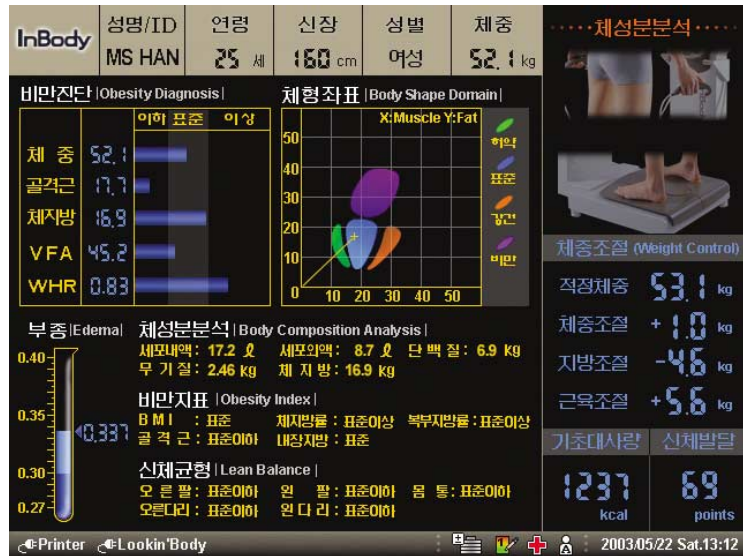 InBody
성명/ID 연령 신장 성별 체중
MS HAN 25 세 160 cm 여성 52.1 kg
비만진단 |Obesity Diagnosis|
이하 표준 이상
체 중 52.1
골격근 17.7
체지방 16.9
VFA 45.2
WHR 0.83
체형좌표 |Body Shape Domain|
X:Muscle Y:Fat
50
40
30
20
10
0 10 20 30 40 50
허약
표준
강건
비만
부종|Edema|
0.40
0.35
0.337
0.30
0.27
체성분분석|Body Composition Analysis|
세포내액: 17.2 ℓ 세포외액: 8.7 ℓ 단 백 질: 6.9 Kg
무 기 질: 2.46 Kg 체 지 방: 16.9 Kg
비만지표 |Obesity Index|
B M I : 표준 체지방률 : 표준이상 복부지방률 : 표준이상
골 격 근 : 표준이하 내장지방 : 표준
신체균형 |Lean Balance|
오 른 팔 : 표준이하 왼 팔 : 표준이하 몸 통 : 표준이하
오른다리 : 표준이하 왼 다 리 : 표준이하
·····체성분분석·····
체중조절 (Weight Control)
적정체중 53.1 kg
체중조절 + 1.0 kg
지방조절 -4.6 kg
근육조절 +5.6 kg
기초대사량 신체발달
1237 69
kcal points
Printer Lookin'Body 2003/05/22 Sat.13:12